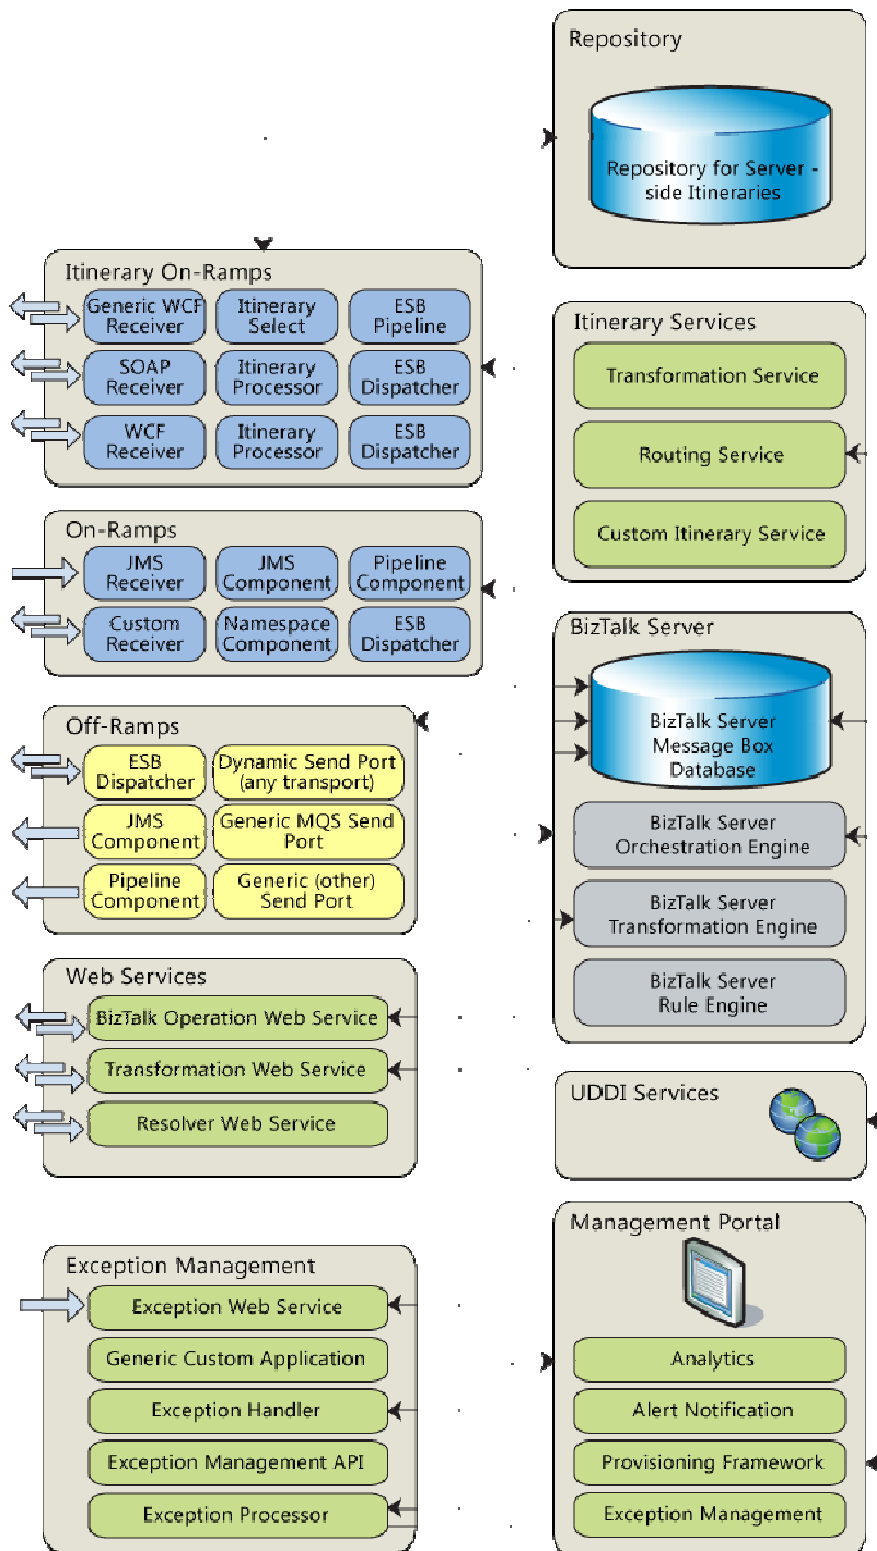 Repository
Repository for Server -
side Itineraries
Itinerary On-Ramps
Generic WCF
Receiver
Itinerary
Select
ESB
Pipeline
SOAP
Receiver
Itinerary
Processor
ESB
Dispatcher
WCF
Receiver
Itinerary
Processor
ESB
Dispatcher
Itinerary Services
Transformation Service
Routing Service
Custom Itinerary Service
On-Ramps
JMS
Receiver
JMS
Component
Pipeline
Component
Custom
Receiver
Namespace
Component
ESB
Dispatcher
BizTalk Server
BizTalk Server
Message Box
Database
BizTalk Server
Orchestration Engine
BizTalk Server
Transformation Engine
BizTalk Server
Rule Engine
Off-Ramps
ESB
Dispatcher
Dynamic Send Port
(any transport)
JMS
Component
Generic MQS Send
Port
Pipeline
Component
Generic (other)
Send Port
Web Services
BizTalk Operation Web Service
Transformation Web Service
Resolver Web Service
UDDI Services
Management Portal
Analytics
Alert Notification
Provisioning Framework
Exception Management
Exception Management
Exception Web Service
Generic Custom Application
Exception Handler
Exception Management API
Exception Processor